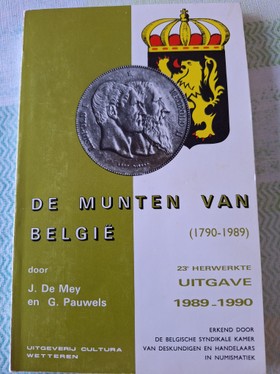 DE MUNTEN VAN
BELGIË
(1790-1989)
door
J. De Mey
en G. Pauwels
23e HERWERKTE
UITGAVE
1989-1990
UITGEVERIJ CULTURA
WETTEREN
ERKEND DOOR
DE BELGISCHE SYNDIKALE KAMER
VAN DESKUNDIGEN EN HANDELAARS
IN NUMISMATIEK